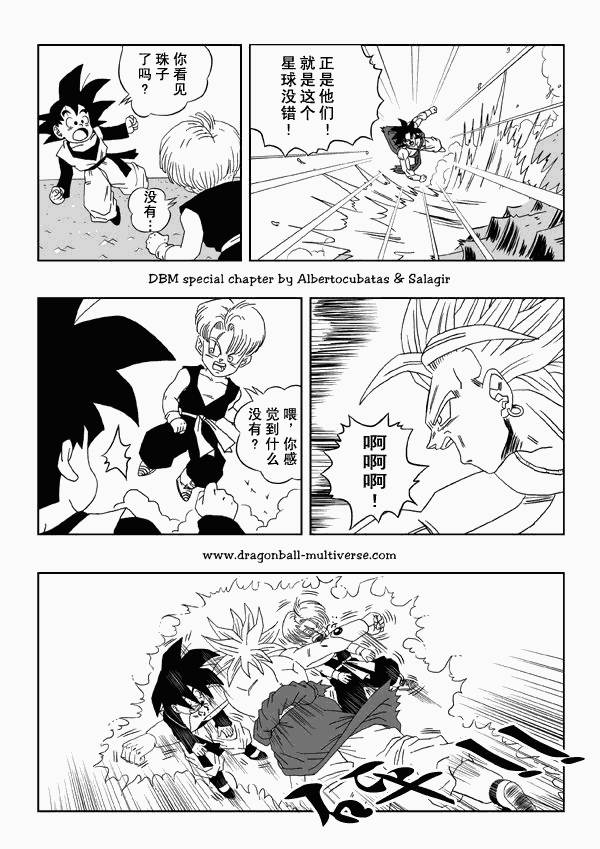 你看见
珠子
了吗？
没有…
正是他们！
就是这个
星球没错！
DBM special chapter by Albertocubatas & Salagir
喂，你感
觉到什么
没有？
啊啊啊！
www.dragonball-multiverse.com